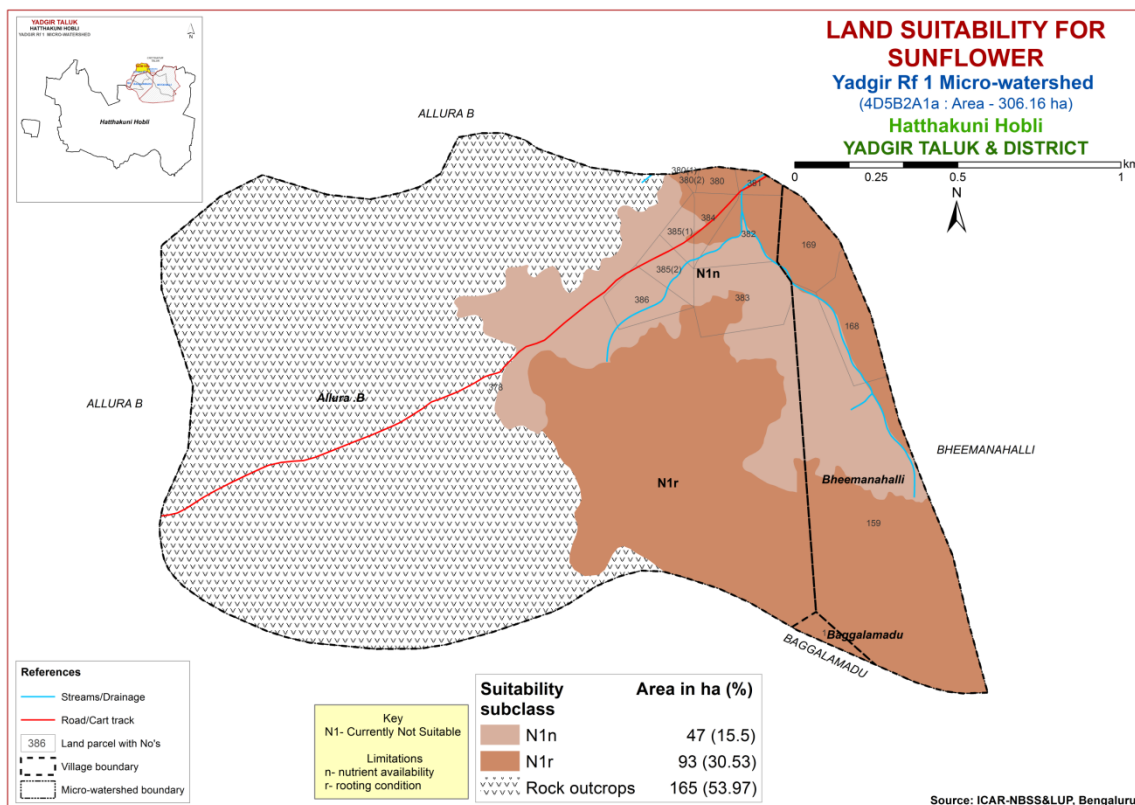 YADGIR TALUK
HATTHAKUNI HOBLI
YADGIR Rf 1 MICRO-WATERSHED
N
Hatthakuni Hobli
LAND SUITABILITY FOR
SUNFLOWER
Yadgir Rf 1 Micro-watershed
(4D5B2A1a : Area - 306.16 ha)
Hatthakuni Hobli
YADGIR TALUK & DISTRICT
km
0 0.25 0.5 1
N
ALLURA B
380(1)
380(2)
380
381
384
385(1)
382
169
385(2)
N1n
386
383
168
378
Allura .B
ALLURA B
BHEEMANAHALLI
N1r
Bheemanahalli
159
Baggalamadu
BAGGALAMADU
References
Streams/Drainage
Road/Cart track
386 Land parcel with No's
Village boundary
Micro-watershed boundary
Key
N1- Currently Not Suitable
Limitations
n- nutrient availability
r- rooting condition
Suitability subclass Area in ha (%)
N1n 47 (15.5)
N1r 93 (30.53)
Rock outcrops 165 (53.97)
Source: ICAR-NBSS&LUP, Bengaluru